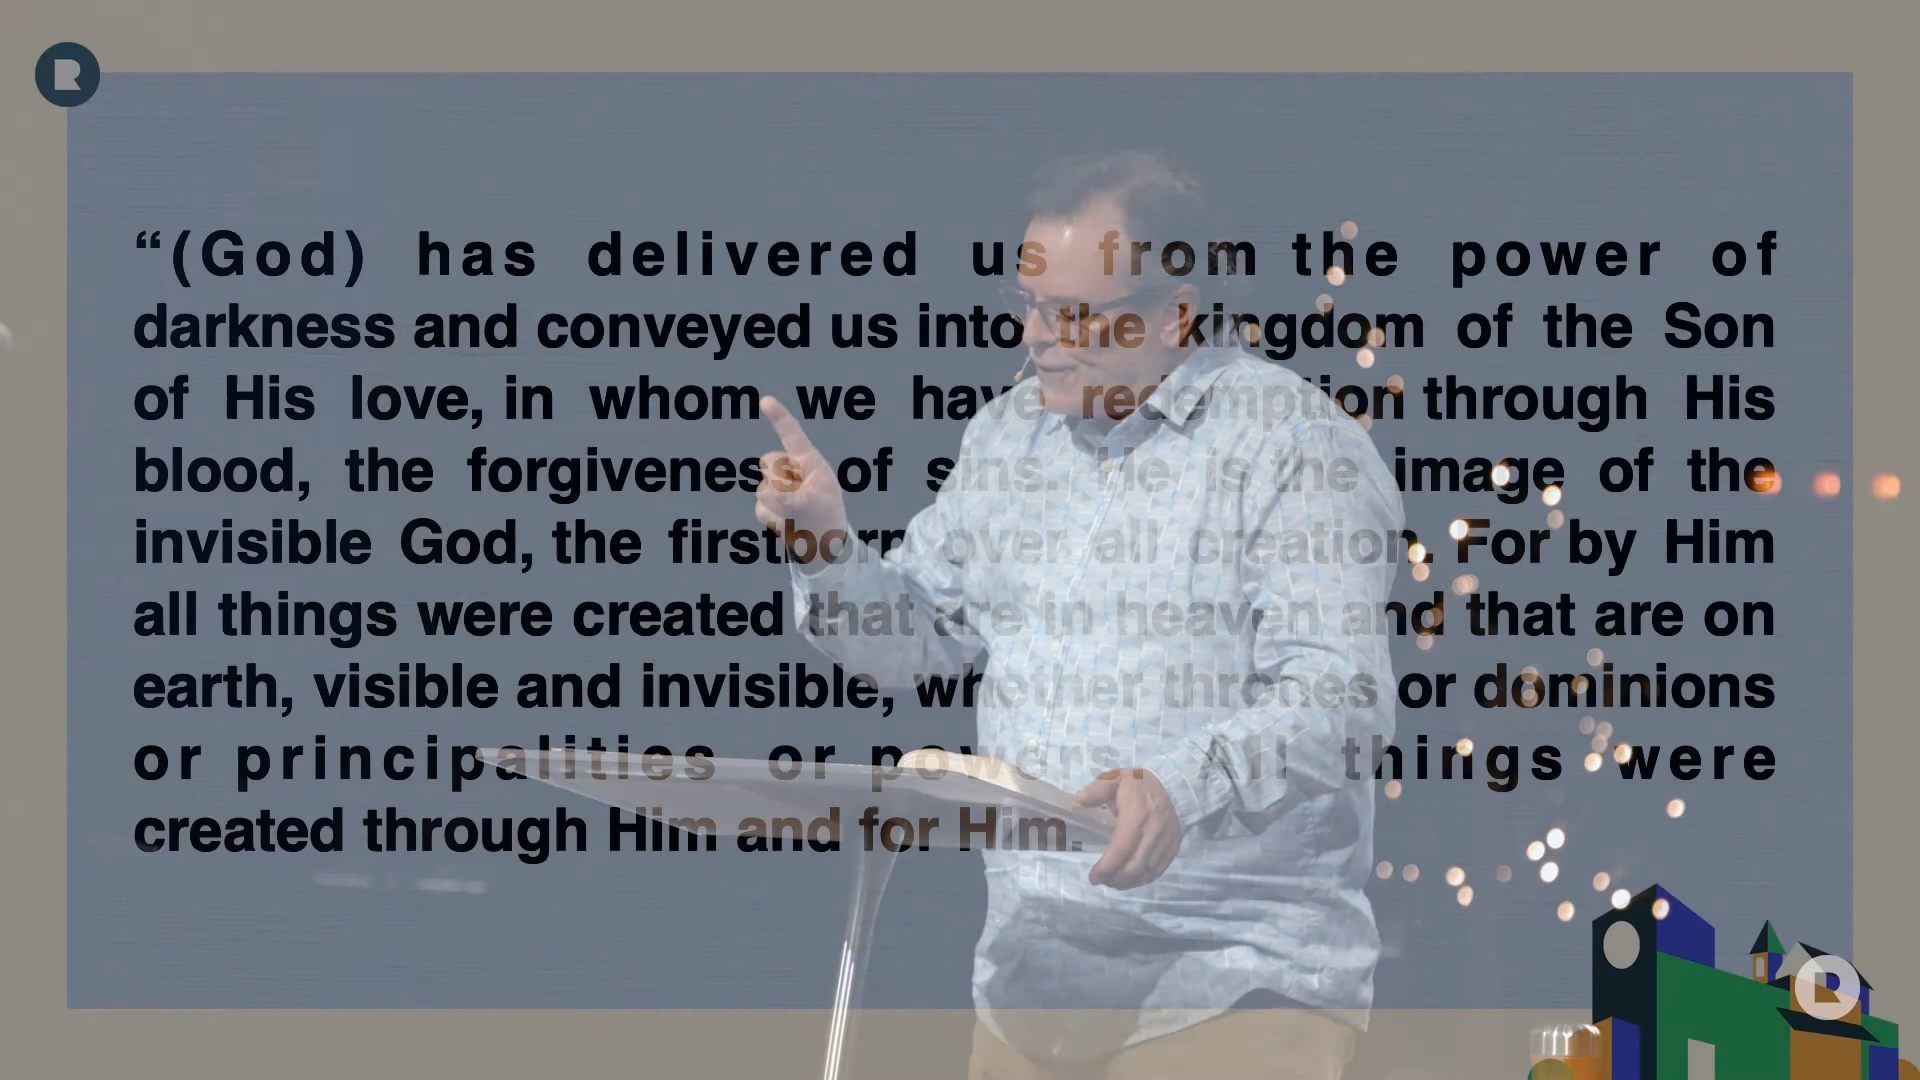 “(God) has delivered us from the power of
darkness and conveyed us into the kingdom of the Son
of His love, in whom we have redemption through His
blood, the forgiveness of sins. He is the image of the
invisible God, the firstborn over all creation. For by Him
all things were created that are in heaven and that are on
earth, visible and invisible, whether thrones or dominions
or principalities or powers. All things were
created through Him and for Him.
R
R